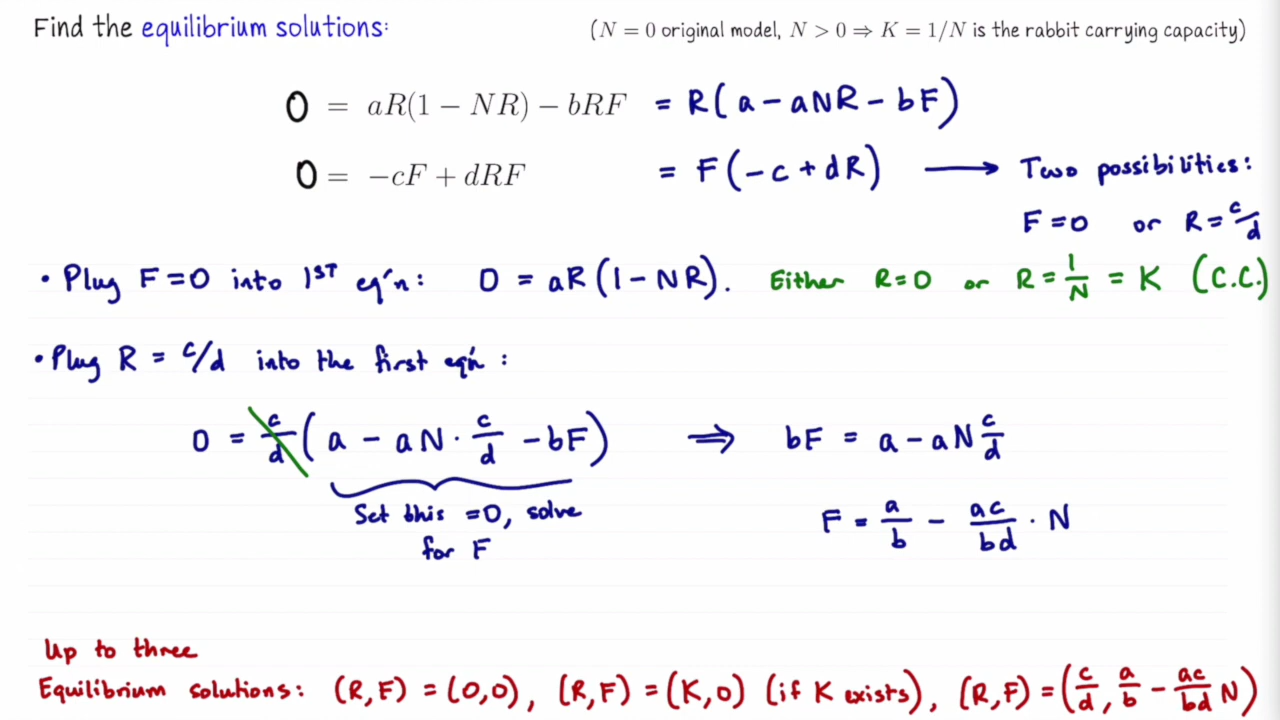 Find the equilibrium solutions: (N = 0 original model, N > 0 ⇒ K = 1/N is the rabbit carrying capacity)
0 = aR(1 − NR) − bRF = R(a − aNR − bF)
0 = −cF + dRF = F(−c + dR) ⟶ Two possibilities:
F = 0 or R = c/d
• Plug F = 0 into 1ST eq'n: 0 = aR(1 − NR). Either R = 0 or R = 1/N = K (C.C.)
• Plug R = c/d into the first eq'n:
0 = c/d (a − aN · c/d − bF) ⟹ bF = a − aN c/d
Set this = 0, solve
for F
F = a/b − ac/bd · N
Up to three
Equilibrium solutions: (R,F) = (0,0), (R,F) = (K,0) (if K exists), (R,F) = (c/d, a/b − ac/bd N)